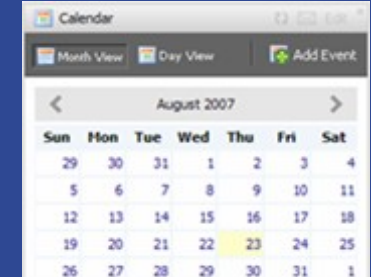 Calendar Edit
Month View Day View Add Event
< August 2007 >
Sun Mon Tue Wed Thu Fri Sat
29 30 31 1 2 3 4
5 6 7 8 9 10 11
12 13 14 15 16 17 18
19 20 21 22 23 24 25
26 27 28 29 30 31 1